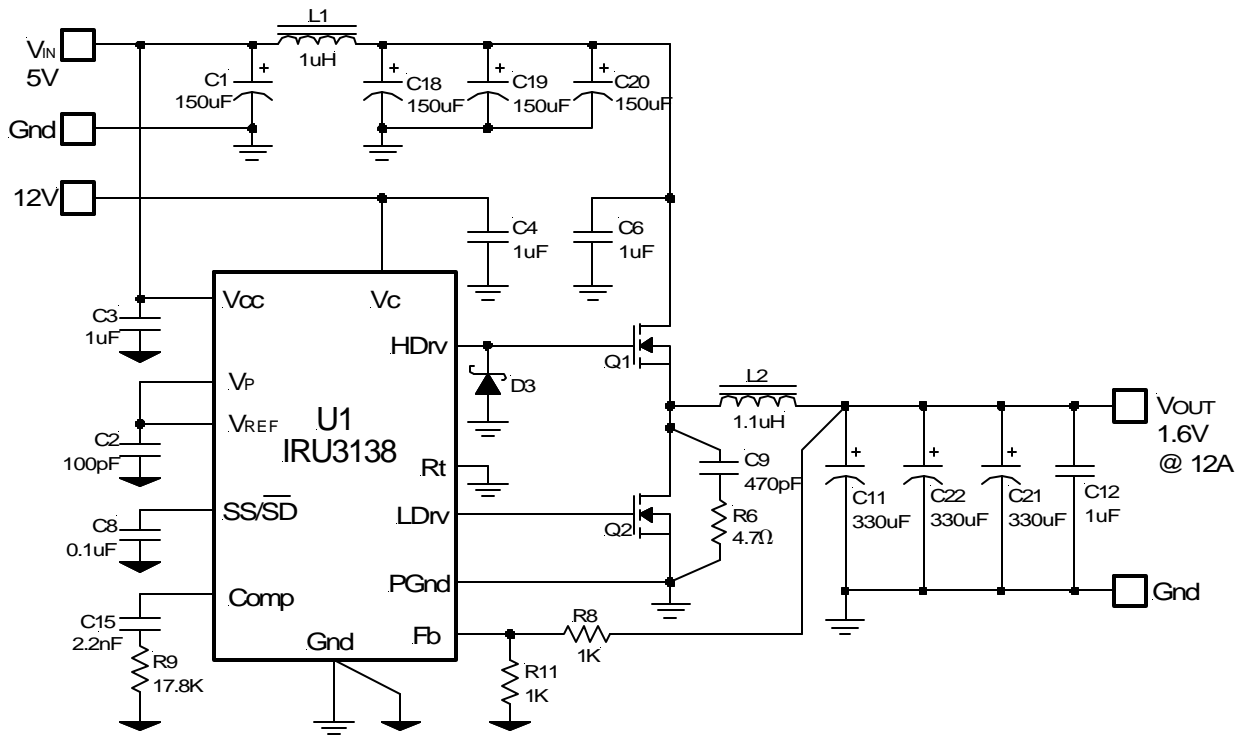 L1
1uH
VIN
5V
C1
150uF
+
C18
150uF
+
C19
150uF
+
C20
150uF
+
Gnd
12V
C4
1uF
C6
1uF
Vcc
Vc
C3
1uF
HDrv
Q1
D3
L2
1.1uH
VOUT
1.6V
@ 12A
VP
VREF
U1
IRU3138
C2
100pF
Rt
C9
470pF
R6
4.7Ω
C11
330uF
+
C22
330uF
+
C21
330uF
+
C12
1uF
SS/SD
C8
0.1uF
LDrv
Q2
PGnd
Gnd
Comp
C15
2.2nF
R9
17.8K
Gnd
Fb
R8
1K
R11
1K